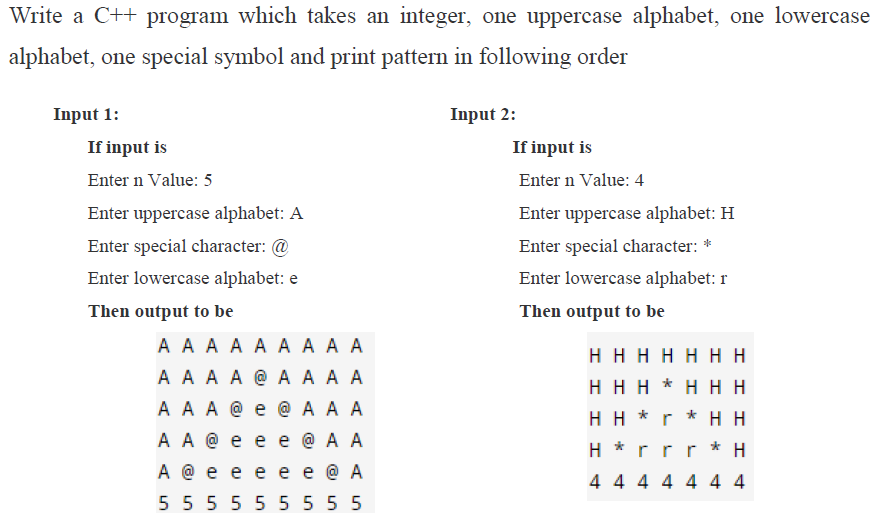 Write a C++ program which takes an integer, one uppercase alphabet, one lowercase
alphabet, one special symbol and print pattern in following order
Input 1:
If input is
Enter n Value: 5
Enter uppercase alphabet: A
Enter special character: @
Enter lowercase alphabet: e
Then output to be
A A A A A A A A A
A A A A @ A A A A
A A A @ e @ A A A
A A @ e e e @ A A
A @ e e e e e @ A
5 5 5 5 5 5 5 5 5
Input 2:
If input is
Enter n Value: 4
Enter uppercase alphabet: H
Enter special character: *
Enter lowercase alphabet: r
Then output to be
H H H H H H H
H H H * H H H
H H * r * H H
H * r r r * H
4 4 4 4 4 4 4